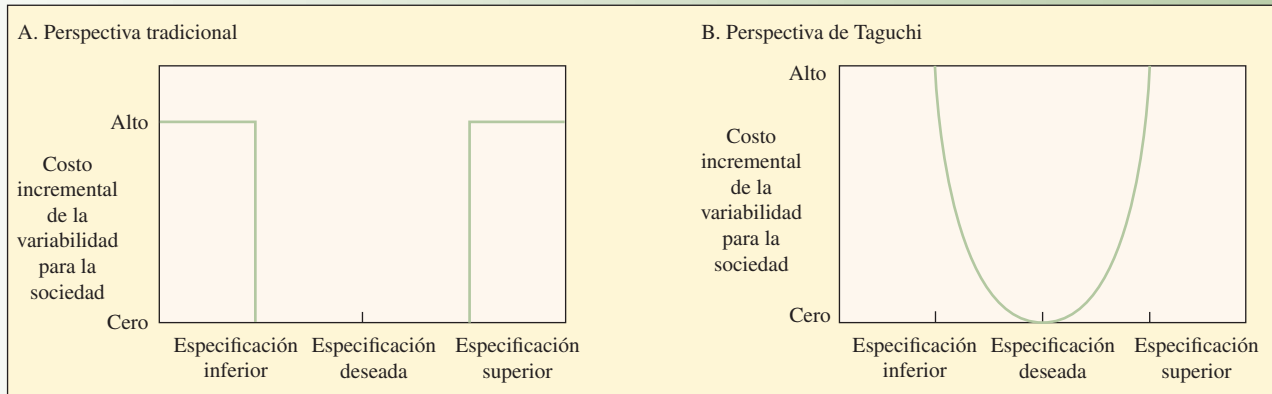 A. Perspectiva tradicional
Alto
Costo
incremental
de la
variabilidad
para la
sociedad
Cero
Especificación
inferior
Especificación
deseada
Especificación
superior
B. Perspectiva de Taguchi
Alto
Costo
incremental
de la
variabilidad
para la
sociedad
Cero
Especificación
inferior
Especificación
deseada
Especificación
superior